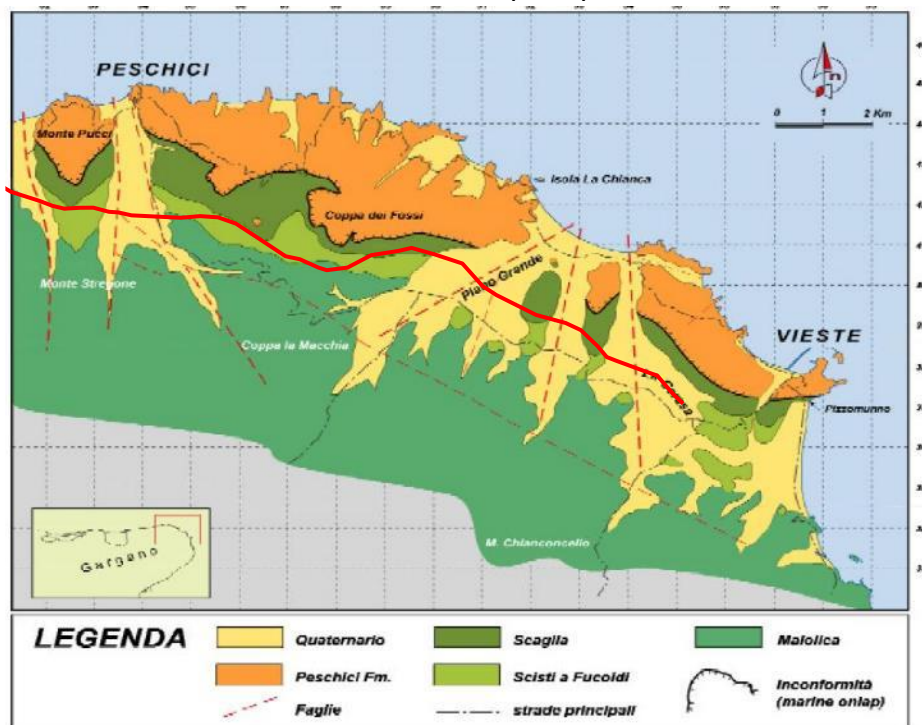 PESCHICI
n
0 1 2 Km
Monte Pucci
Isola La Chianca
Coppa dei Fossi
Piano Grande
Monte Stregone
Coppa la Macchia
VIESTE
Pizzomunno
M. Chianconcello
Gargano
LEGENDA
Quaternario
Scaglia
Maiolica
Peschici Fm.
Scisti a Fucoidi
Inconformità
(marine onlap)
Faglie
strade principali